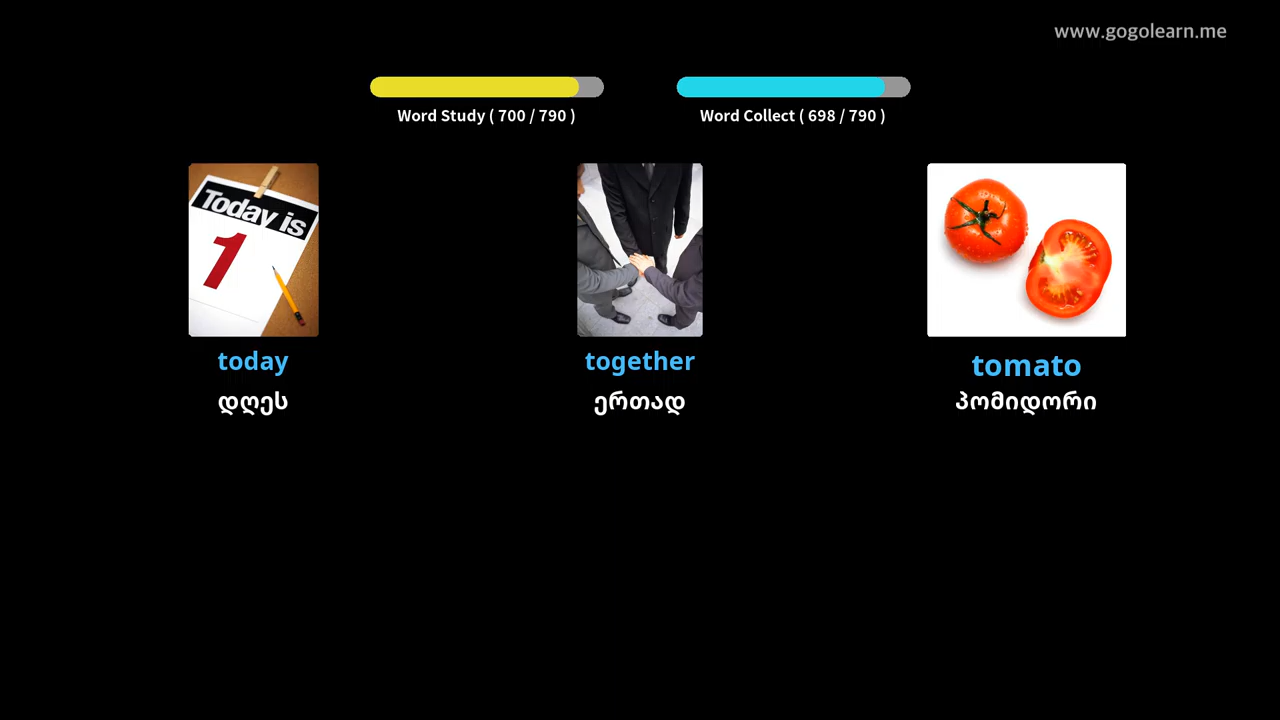 www.gogolearn.me
Word Study ( 700 / 790 )
Word Collect ( 698 / 790 )
Today is
1
today
together
tomato
დღეს
ერთად
პომიდორი